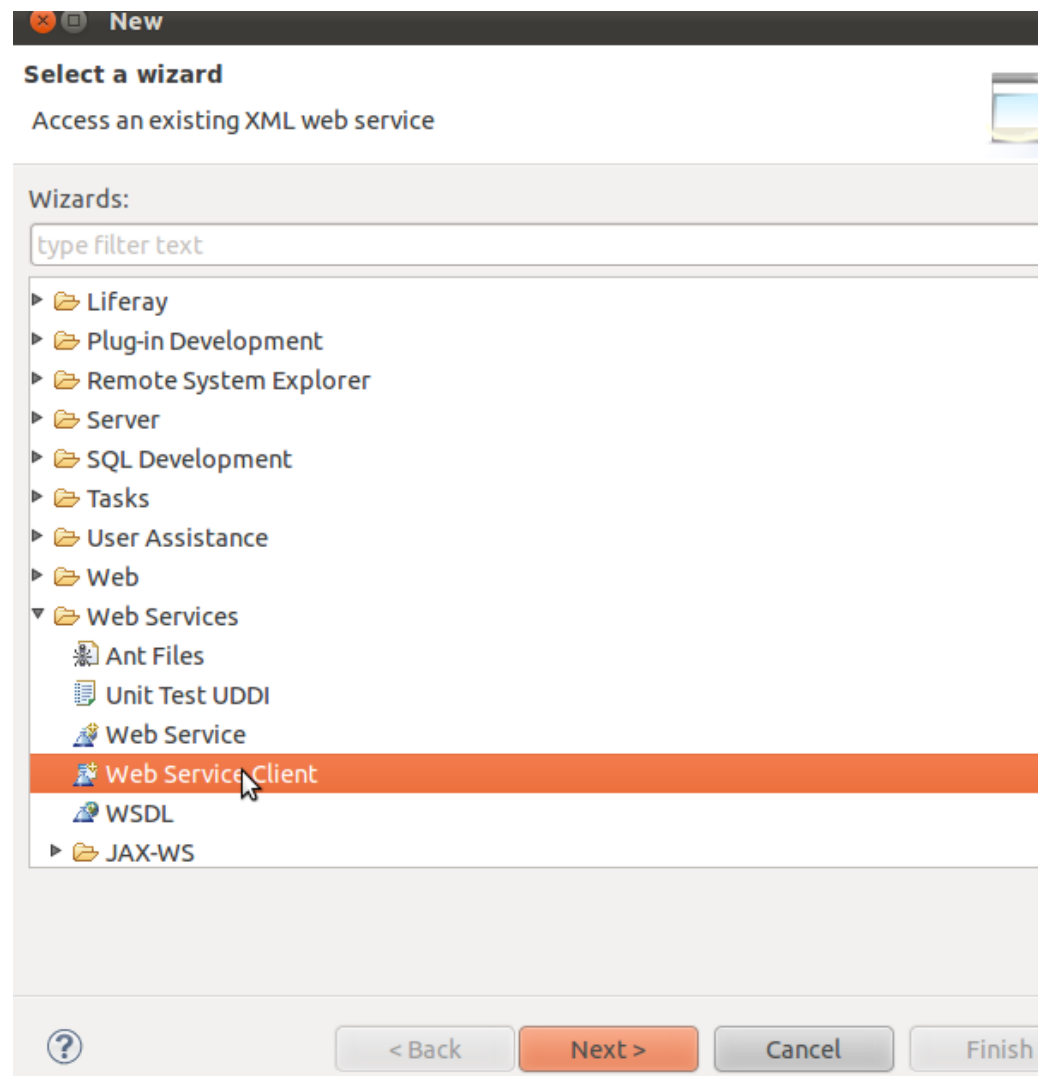 New
Select a wizard
Access an existing XML web service
Wizards:
type filter text
Liferay
Plug-in Development
Remote System Explorer
Server
SQL Development
Tasks
User Assistance
Web
Web Services
Ant Files
Unit Test UDDI
Web Service
Web Service Client
WSDL
JAX-WS
? < Back Next > Cancel Finish